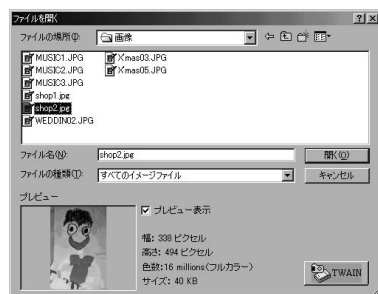 ファイルを開く
ファイルの場所(I): 画像
MUSIC1.JPG
MUSIC2.JPG
MUSIC3.JPG
shop1.jpg
shop2.jpg
WEDDIN02.JPG
Xmas03.JPG
Xmas05.JPG
ファイル名(N): shop2.jpg 開く(O)
ファイルの種類(T): すべてのイメージファイル キャンセル
プレビュー
プレビュー表示
幅: 338 ピクセル
高さ: 494 ピクセル
色数:16 millions(フルカラー)
サイズ: 40 KB
TWAIN